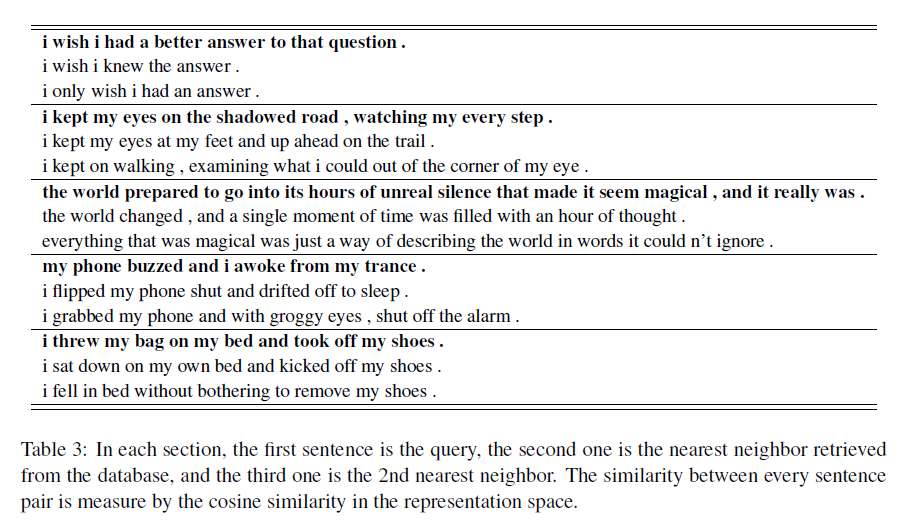 i wish i had a better answer to that question .
i wish i knew the answer .
i only wish i had an answer .
i kept my eyes on the shadowed road , watching my every step .
i kept my eyes at my feet and up ahead on the trail .
i kept on walking , examining what i could out of the corner of my eye .
the world prepared to go into its hours of unreal silence that made it seem magical , and it really was .
the world changed , and a single moment of time was filled with an hour of thought .
everything that was magical was just a way of describing the world in words it could n't ignore .
my phone buzzed and i awoke from my trance .
i flipped my phone shut and drifted off to sleep .
i grabbed my phone and with groggy eyes , shut off the alarm .
i threw my bag on my bed and took off my shoes .
i sat down on my own bed and kicked off my shoes .
i fell in bed without bothering to remove my shoes .
Table 3: In each section, the first sentence is the query, the second one is the nearest neighbor retrieved
from the database, and the third one is the 2nd nearest neighbor. The similarity between every sentence
pair is measure by the cosine similarity in the representation space.